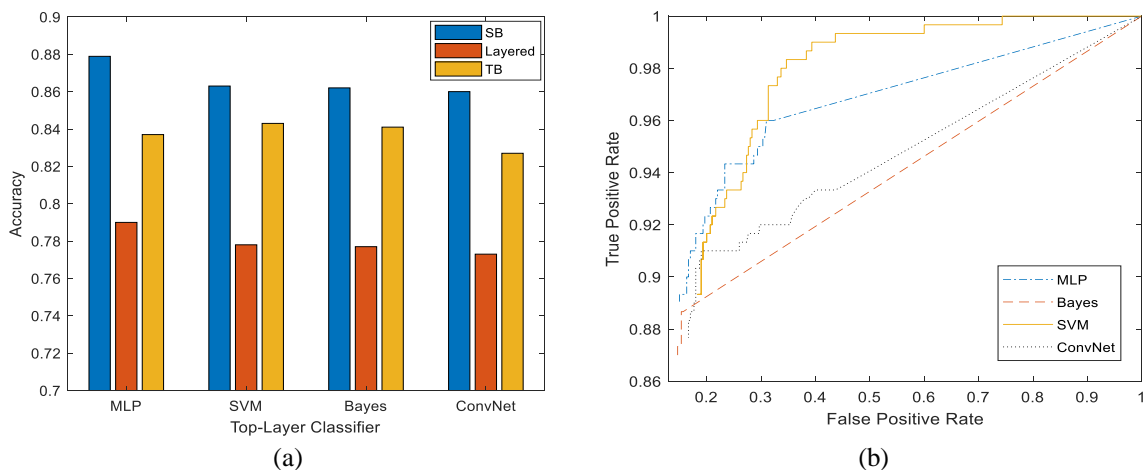 0.9
0.88
0.86
0.84
0.82
0.8
0.78
0.76
0.74
0.72
0.7
Accuracy
SB
Layered
TB
MLP SVM Bayes ConvNet
Top-Layer Classifier
(a)
1
0.98
0.96
0.94
0.92
0.9
0.88
0.86
True Positive Rate
MLP
Bayes
SVM
ConvNet
0.2 0.3 0.4 0.5 0.6 0.7 0.8 0.9 1
False Positive Rate
(b)